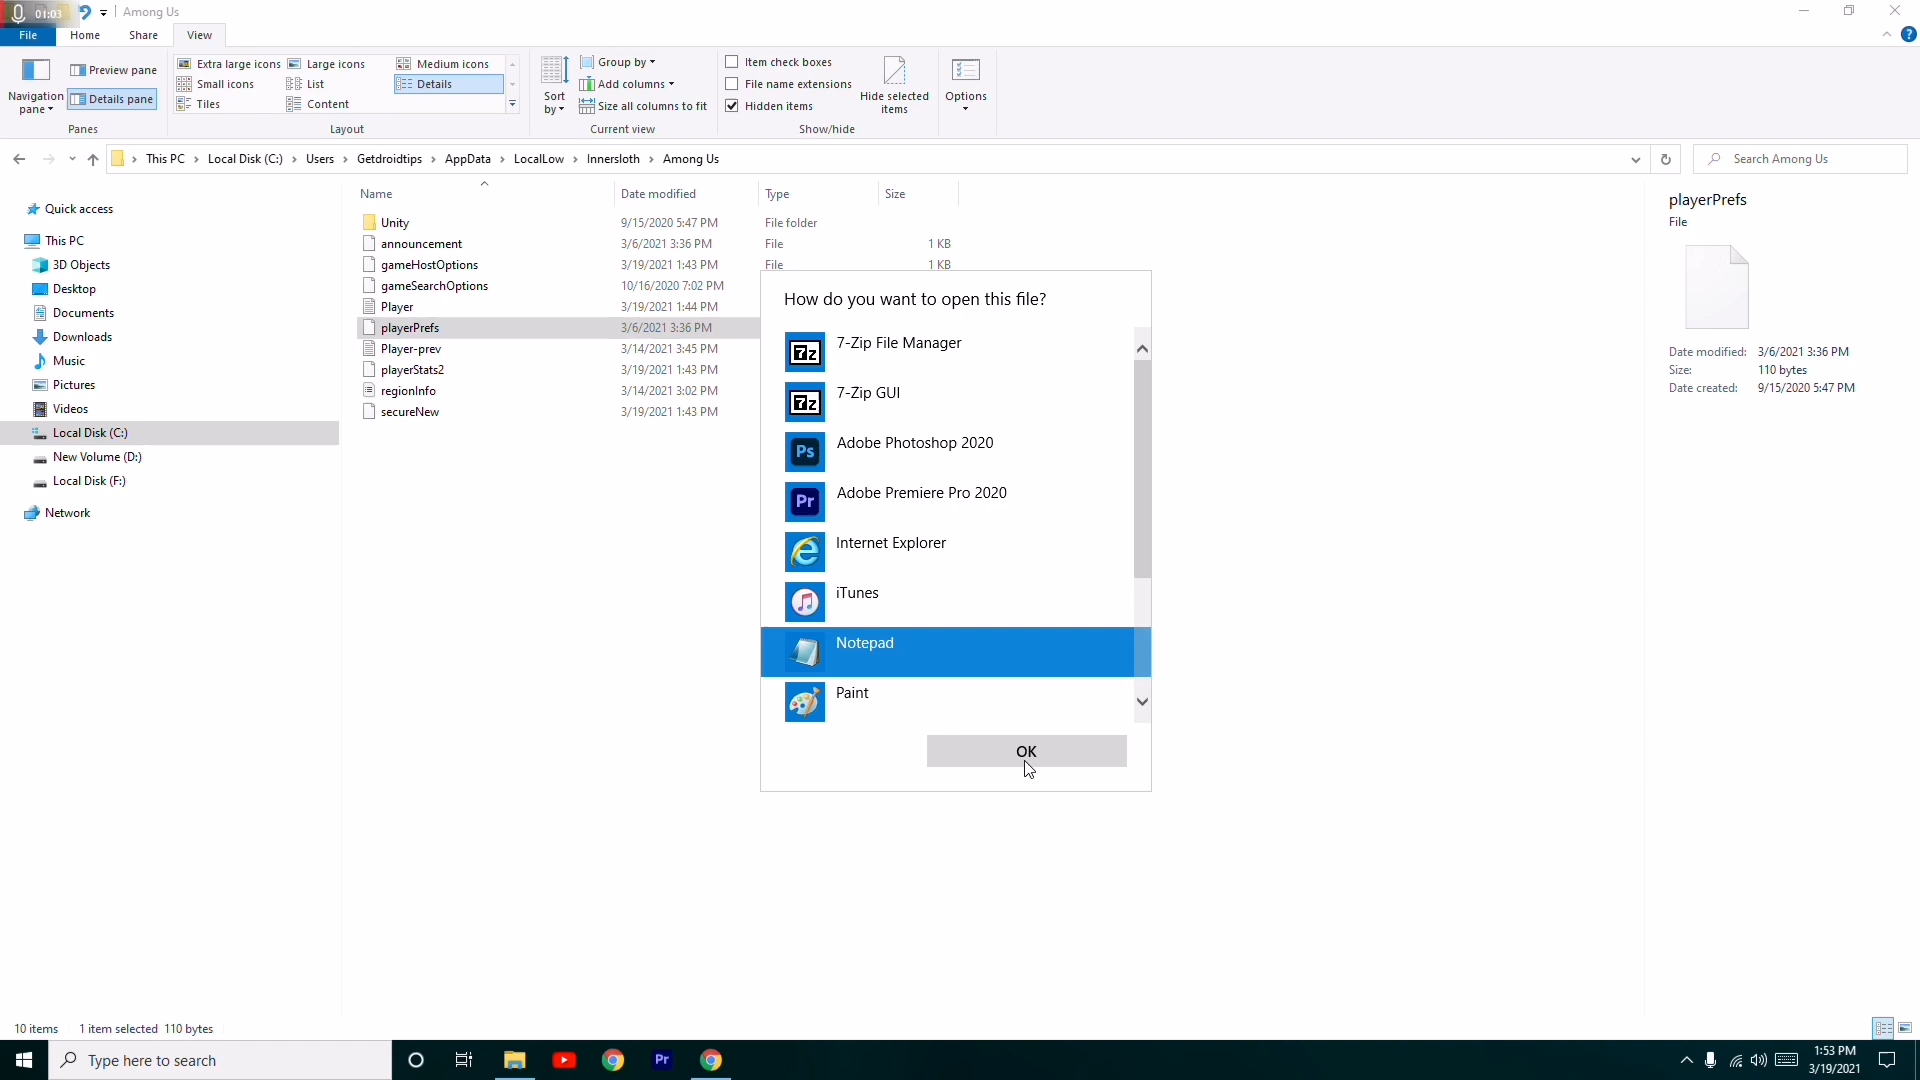 01:03
Among Us
File Home Share View
Navigation pane
Preview pane
Details pane
Panes
Extra large icons Large icons Medium icons
Small icons List Details
Tiles Content
Layout
Sort by
Group by
Add columns
Size all columns to fit
Current view
Item check boxes
File name extensions
Hidden items
Hide selected items
Show/hide
Options
This PC › Local Disk (C:) › Users › Getdroidtips › AppData › LocalLow › Innersloth › Among Us
Search Among Us
Quick access
This PC
3D Objects
Desktop
Documents
Downloads
Music
Pictures
Videos
Local Disk (C:)
New Volume (D:)
Local Disk (F:)
Network
Name Date modified Type Size
Unity 9/15/2020 5:47 PM File folder
announcement 3/6/2021 3:36 PM File 1 KB
gameHostOptions 3/19/2021 1:43 PM File 1 KB
gameSearchOptions 10/16/2020 7:02 PM
Player 3/19/2021 1:44 PM
playerPrefs 3/6/2021 3:36 PM
Player-prev 3/14/2021 3:45 PM
playerStats2 3/19/2021 1:43 PM
regionInfo 3/14/2021 3:02 PM
secureNew 3/19/2021 1:43 PM
How do you want to open this file?
7-Zip File Manager
7-Zip GUI
Adobe Photoshop 2020
Adobe Premiere Pro 2020
Internet Explorer
iTunes
Notepad
Paint
OK
playerPrefs
File
Date modified: 3/6/2021 3:36 PM
Size: 110 bytes
Date created: 9/15/2020 5:47 PM
10 items 1 item selected 110 bytes
Type here to search
Pr
1:53 PM
3/19/2021